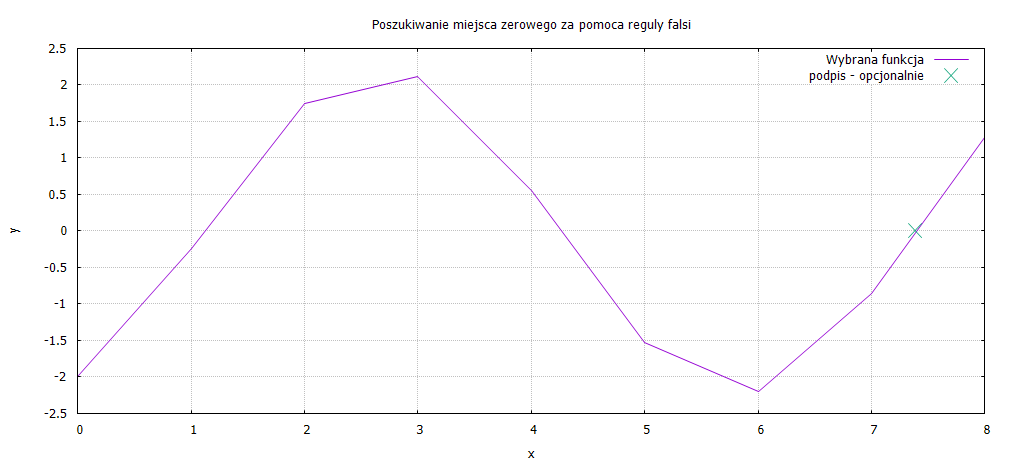 Poszukiwanie miejsca zerowego za pomoca reguly falsi
Wybrana funkcja
podpis - opcjonalnie
2.5
2
1.5
1
0.5
0
-0.5
-1
-1.5
-2
-2.5
y
0 1 2 3 4 5 6 7 8
x